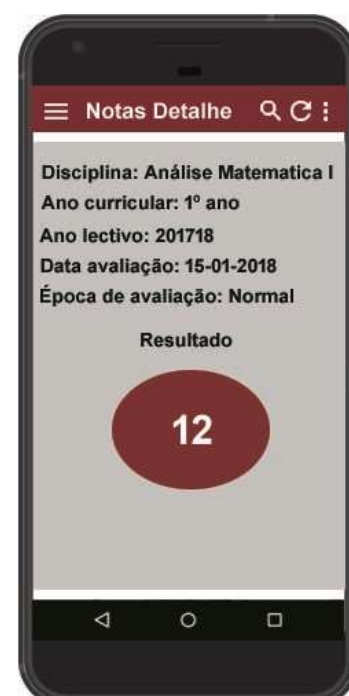 Notas Detalhe
Disciplina: Análise Matematica I
Ano curricular: 1º ano
Ano lectivo: 201718
Data avaliação: 15-01-2018
Época de avaliação: Normal
Resultado
12